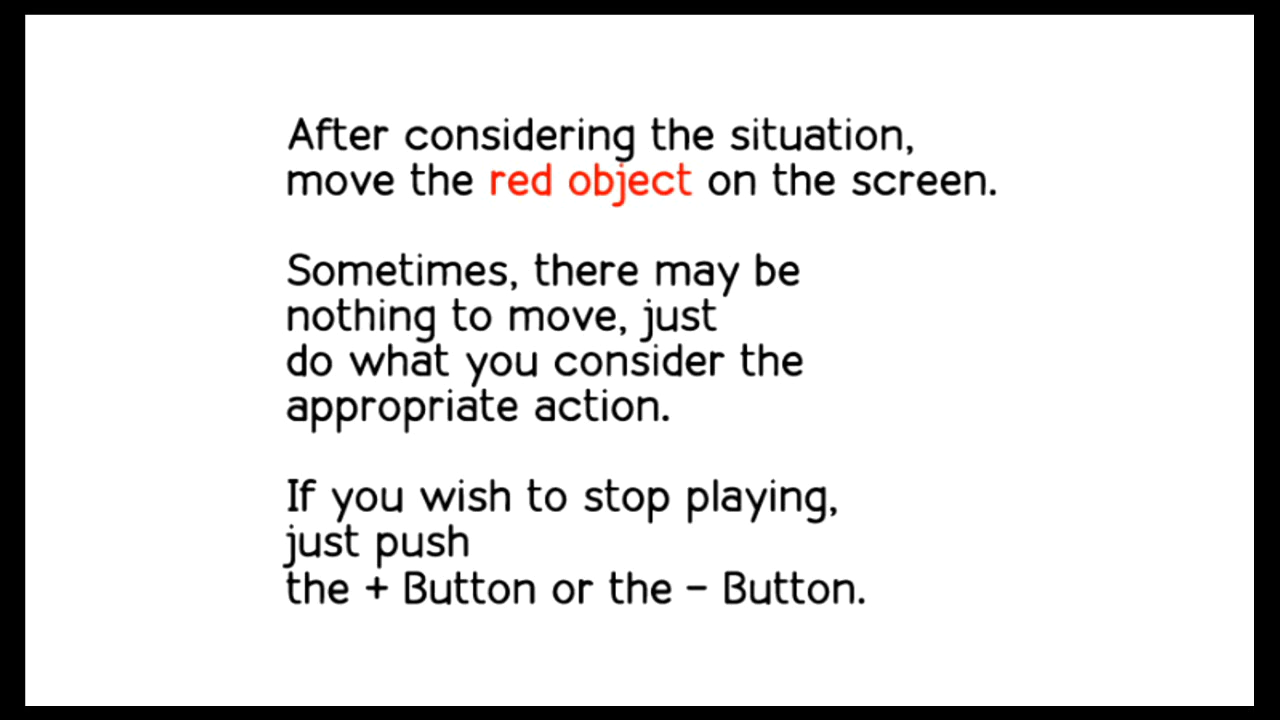 After considering the situation,
move the red object on the screen.
Sometimes, there may be
nothing to move, just
do what you consider the
appropriate action.
If you wish to stop playing,
just push
the + Button or the - Button.